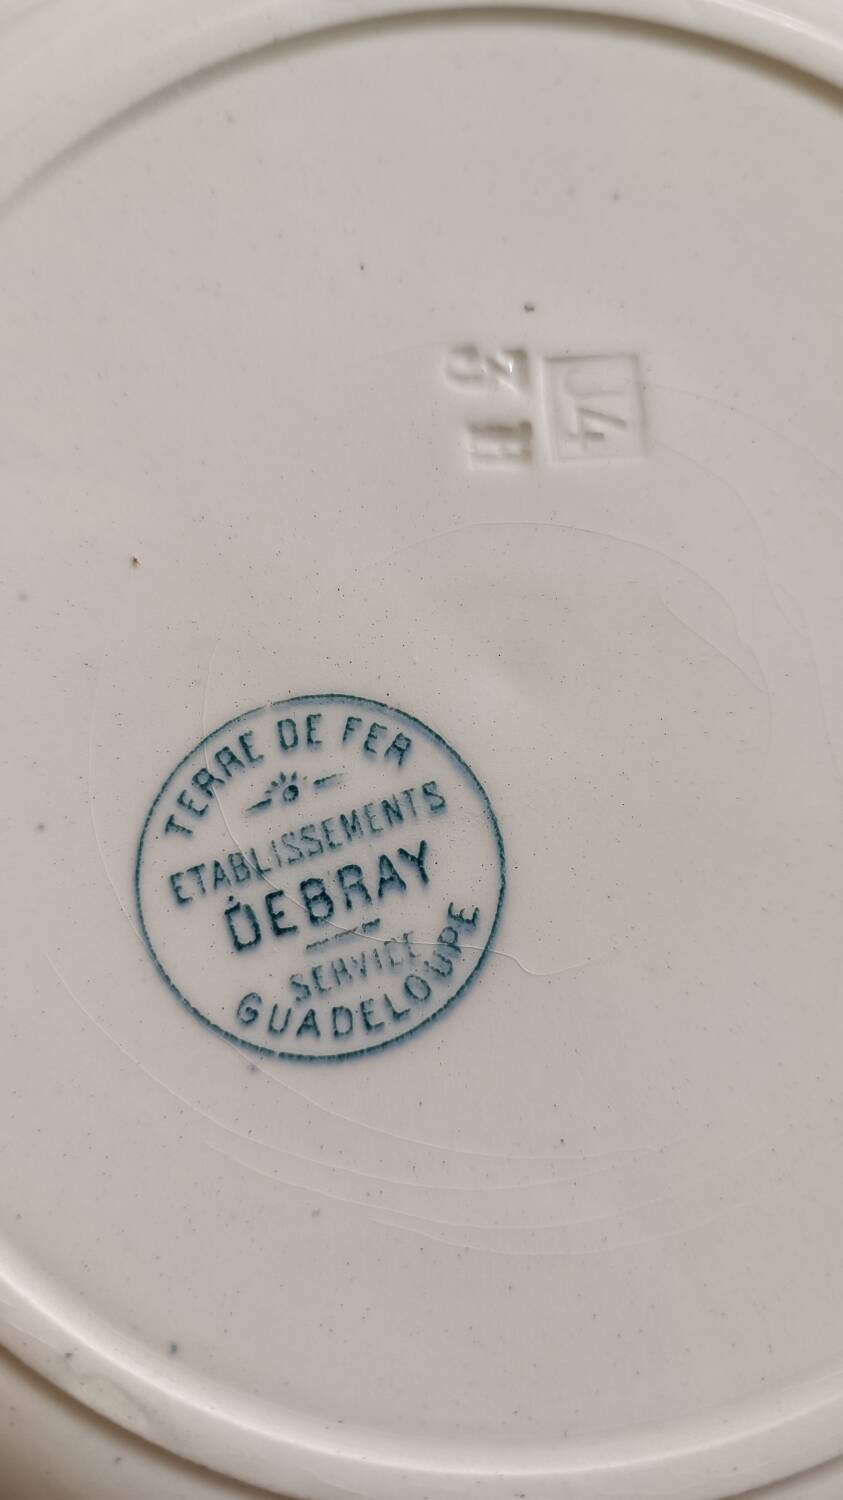 J4
TERRE DE FER
ETABLISSEMENTS
DEBRAY
SERVICE
GUADELOUPE